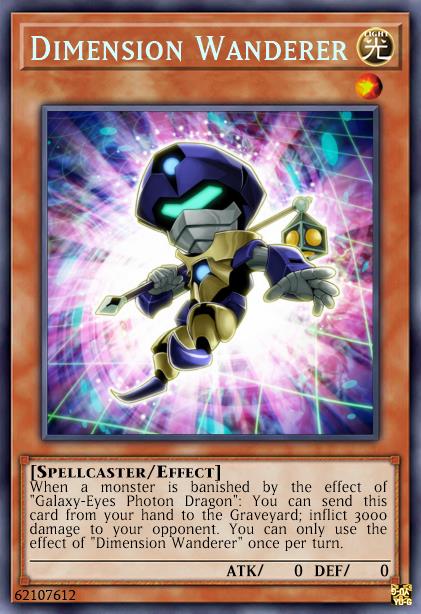 DIMENSION WANDERER
LIGHT
光
[SPELLCASTER/EFFECT]
When a monster is banished by the effect of
"Galaxy-Eyes Photon Dragon": You can send this
card from your hand to the Graveyard; inflict 3000
damage to your opponent. You can only use the
effect of "Dimension Wanderer" once per turn.
ATK/ 0 DEF/ 0
62107612